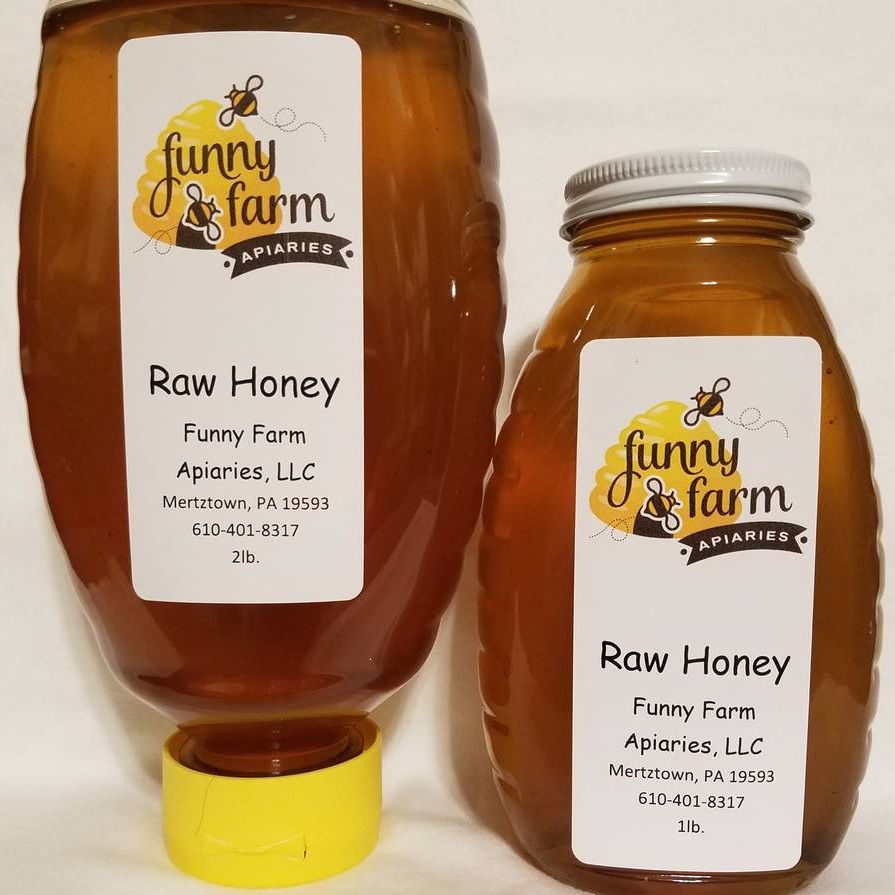 funny
farm
APIARIES
Raw Honey
Funny Farm
Apiaries, LLC
Mertztown, PA 19593
610-401-8317
2lb.
funny
farm
APIARIES
Raw Honey
Funny Farm
Apiaries, LLC
Mertztown, PA 19593
610-401-8317
1lb.